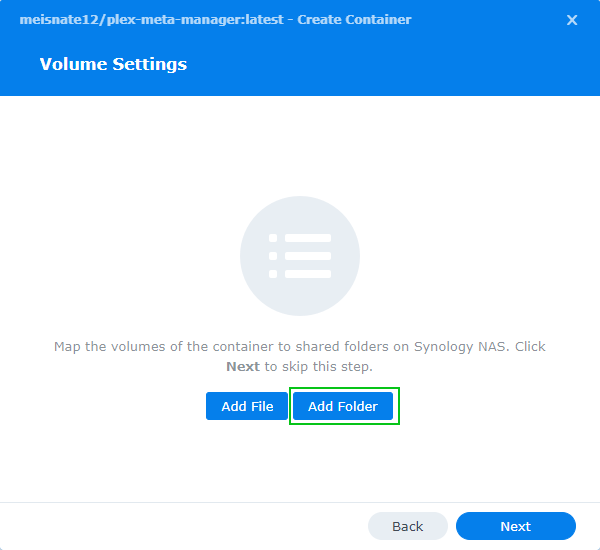 meisnate12/plex-meta-manager:latest - Create Container
Volume Settings
Map the volumes of the container to shared folders on Synology NAS. Click
Next to skip this step.
Add File Add Folder
Back Next